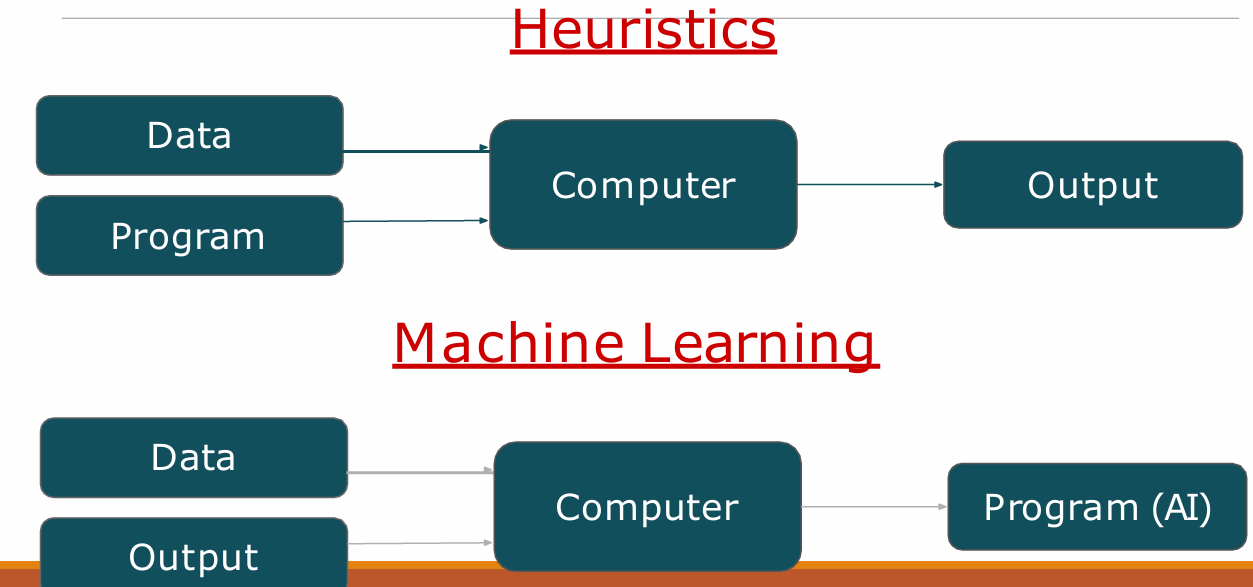 Heuristics
Data
Program
Computer
Output
Machine Learning
Data
Output
Computer
Program (AI)